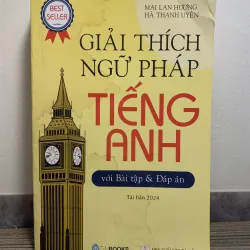 MAI LAN HƯƠNG
HÀ THANH UYÊN
BEST
SELLER
GIẢI THÍCH
NGỮ PHÁP
TIẾNG
ANH
với Bài tập & Đáp án
Tái bản 2024
BOOKS